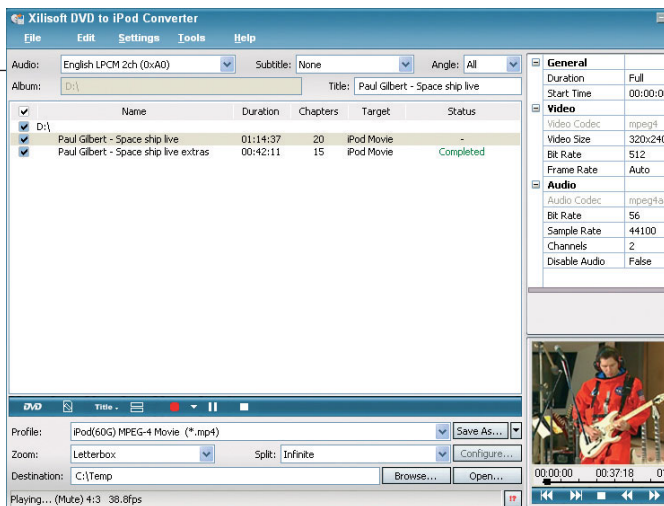 Xilisoft DVD to iPod Converter
File Edit Settings Tools Help
Audio: English LPCM 2ch (0xA0) Subtitle: None Angle: All
Album: D:\ Title: Paul Gilbert - Space ship live
Name Duration Chapters Target Status
D:\
Paul Gilbert - Space ship live 01:14:37 20 iPod Movie -
Paul Gilbert - Space ship live extras 00:42:11 15 iPod Movie Completed
General
Duration Full
Start Time 00:00:0
Video
Video Codec mpeg4
Video Size 320x240
Bit Rate 512
Frame Rate Auto
Audio
Audio Codec mpeg4a
Bit Rate 56
Sample Rate 44100
Channels 2
Disable Audio False
DVD Title
Profile: iPod(60G) MPEG-4 Movie (*.mp4) Save As...
Zoom: Letterbox Split: Infinite Configure...
Destination: C:\Temp Browse... Open...
00:00:00 00:37:18 0
Playing... (Mute) 4:3 38.8fps !?